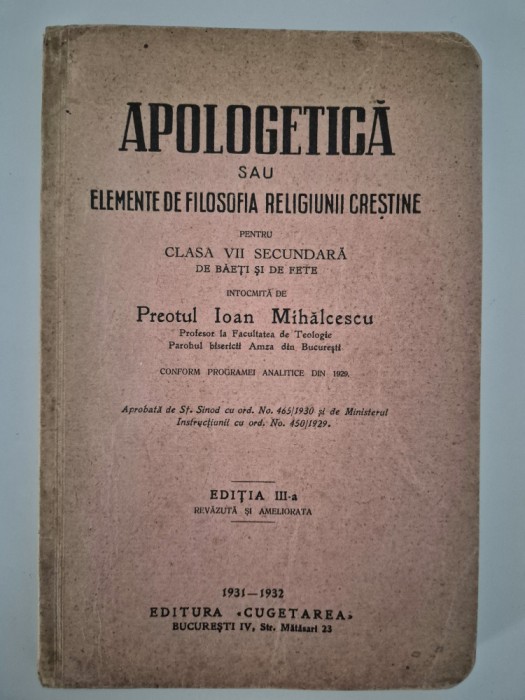 APOLOGETICĂ
SAU
ELEMENTE DE FILOSOFIA RELIGIUNII CREȘTINE
PENTRU
CLASA VII SECUNDARĂ
DE BĂEȚI ȘI DE FETE
INTOCMITĂ DE
Preotul Ioan Mihălcescu
Profesor la Facultatea de Teologie
Parohul bisericii Amza din București
CONFORM PROGRAMEI ANALITICE DIN 1929.
Aprobată de Sf. Sinod cu ord. No. 465/1930 și de Ministerul
Instrucțiunii cu ord. No. 450/1929.
EDIȚIA III-a
REVĂZUTĂ ȘI AMELIORATA
1931—1932
EDITURA «CUGETAREA»
BUCUREȘTI IV, Str. Mătăsari 23